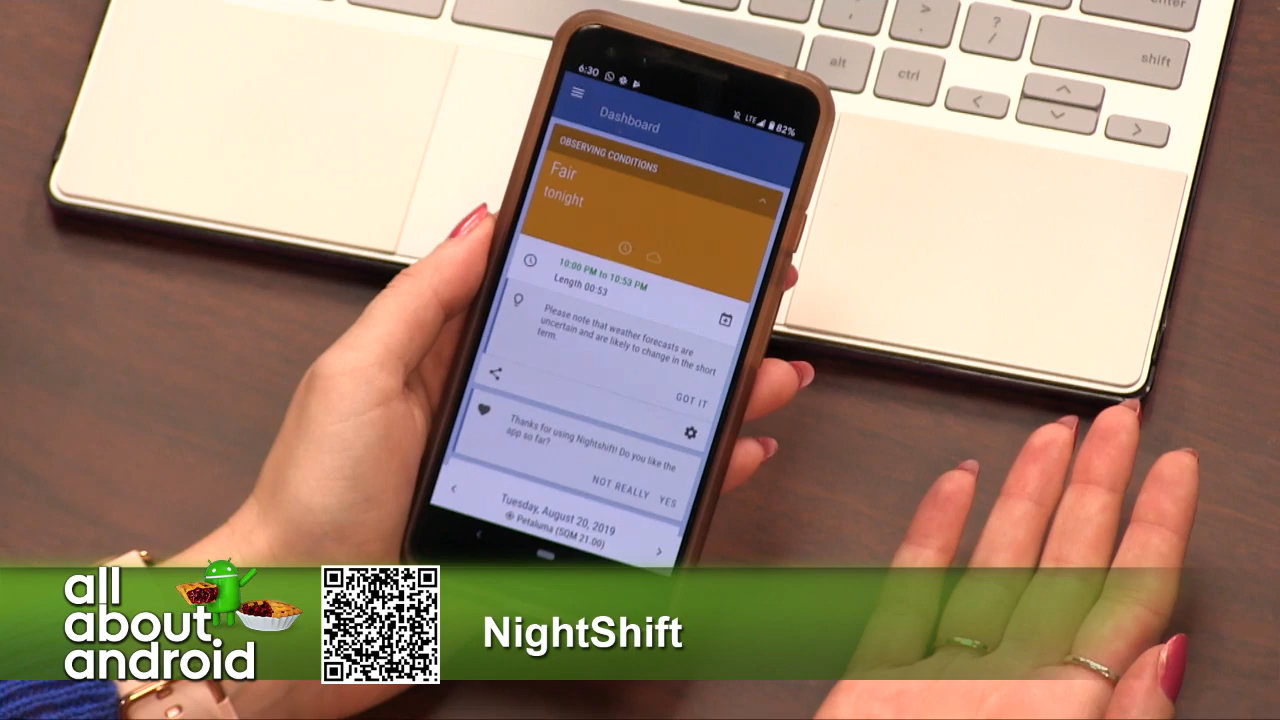 enter
>
.
?
/
shift
alt
ctrl
6:30
LTE
82%
Dashboard
OBSERVING CONDITIONS
Fair
tonight
10:00 PM to 10:53 PM
Length 00:53
Please note that weather forecasts are
uncertain and are likely to change in the short
term.
GOT IT
Thanks for using Nightshift! Do you like the
app so far?
NOT REALLY YES
Tuesday, August 20, 2019
Petaluma (SQM 21.00)
all
about
android
NightShift